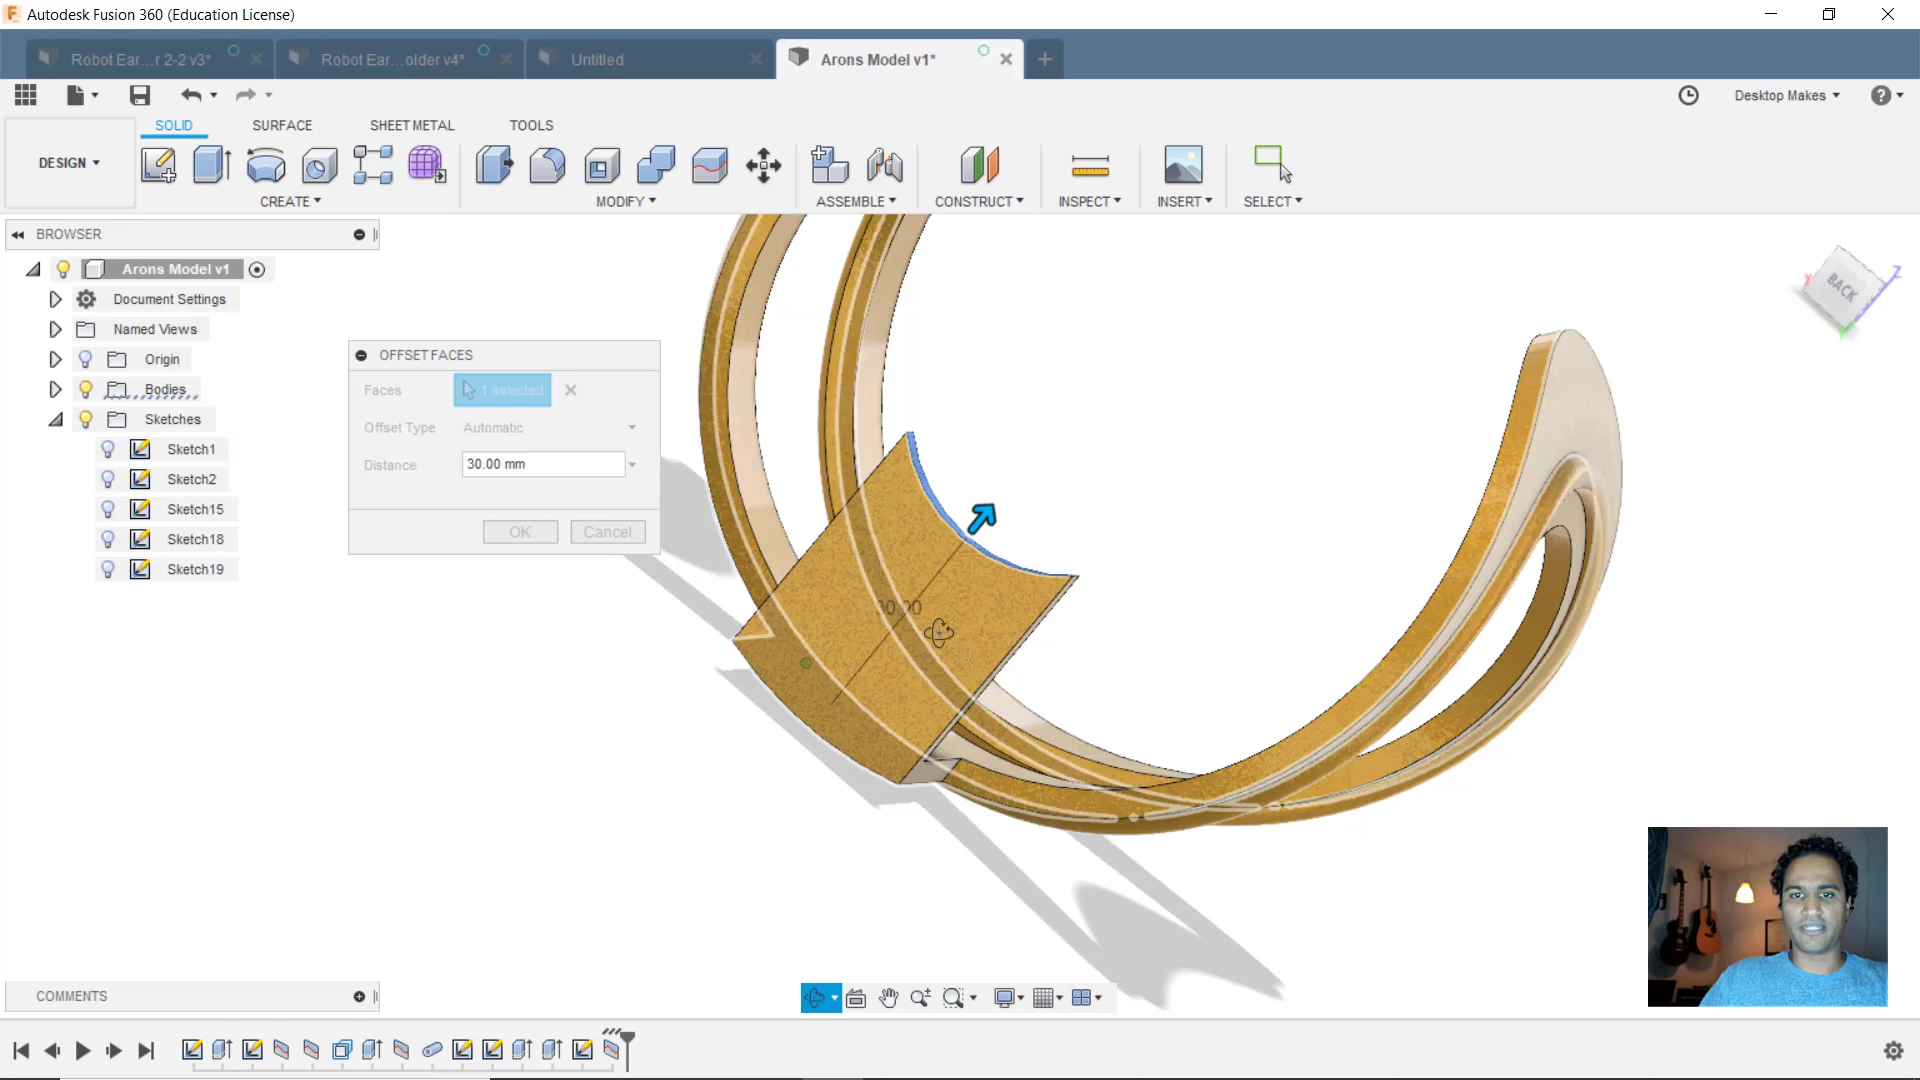 Autodesk Fusion 360 (Education License)
Robot Ear...r 2-2 v3*
Robot Ear...older v4*
Untitled
Arons Model v1*
Desktop Makes
SOLID
SURFACE
SHEET METAL
TOOLS
DESIGN
CREATE
MODIFY
ASSEMBLE
CONSTRUCT
INSPECT
INSERT
SELECT
BROWSER
Arons Model v1
Document Settings
Named Views
Origin
Bodies
Sketches
Sketch1
Sketch2
Sketch15
Sketch18
Sketch19
OFFSET FACES
Faces
1 selected
Offset Type
Automatic
Distance
30.00 mm
OK
Cancel
30.00
BACK
Z
Y
COMMENTS